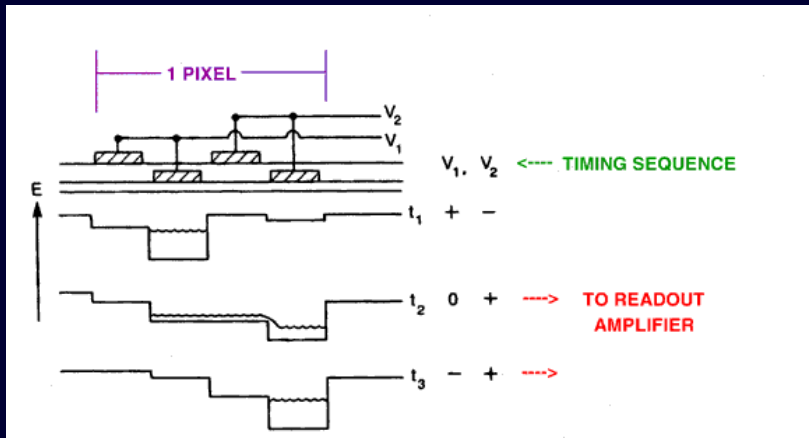 1 PIXEL
V2
V1
V1, V2 <---- TIMING SEQUENCE
E
t1 + −
t2 0 + ----> TO READOUT
AMPLIFIER
t3 − + ---->